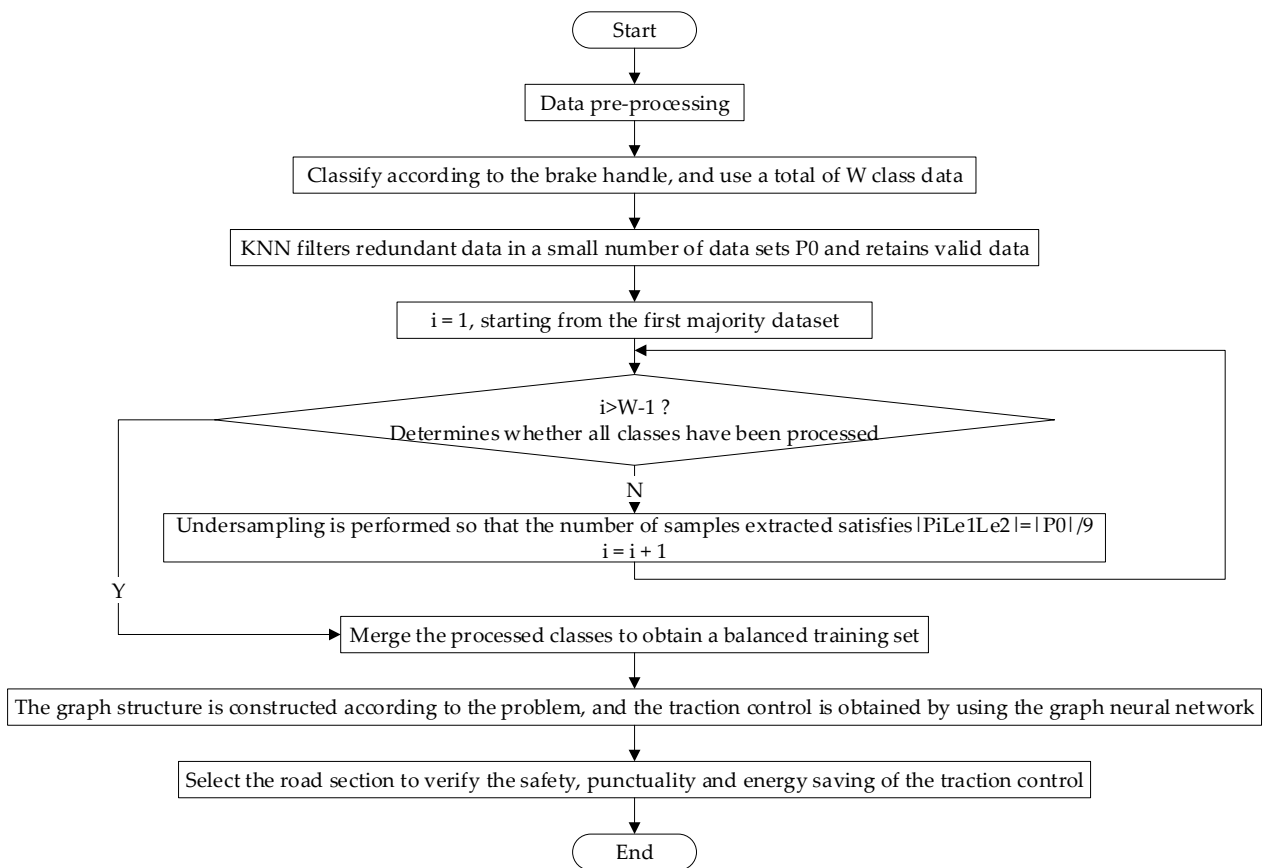 Start
Data pre-processing
Classify according to the brake handle, and use a total of W class data
KNN filters redundant data in a small number of data sets P0 and retains valid data
i = 1, starting from the first majority dataset
i>W-1 ?
Determines whether all classes have been processed
N
Undersampling is performed so that the number of samples extracted satisfies|PiLe1Le2|=|P0|/9
i = i + 1
Y
Merge the processed classes to obtain a balanced training set
The graph structure is constructed according to the problem, and the traction control is obtained by using the graph neural network
Select the road section to verify the safety, punctuality and energy saving of the traction control
End